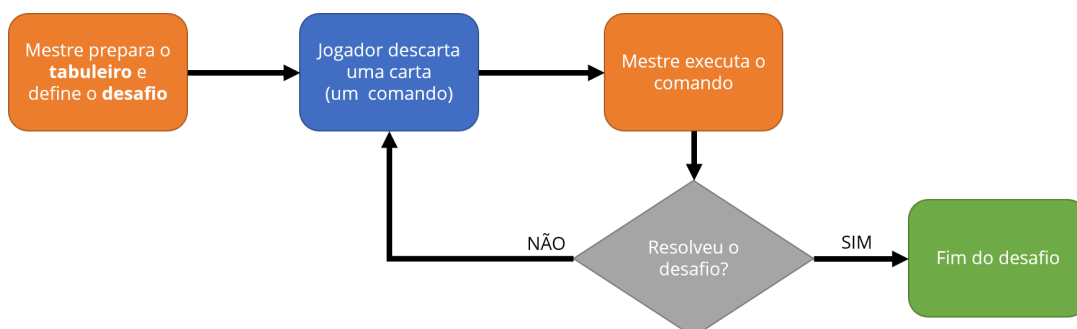 Mestre prepara o
tabuleiro e
define o desafio
Jogador descarta
uma carta
(um comando)
Mestre executa o
comando
NÃO
Resolveu o
desafio?
SIM
Fim do desafio